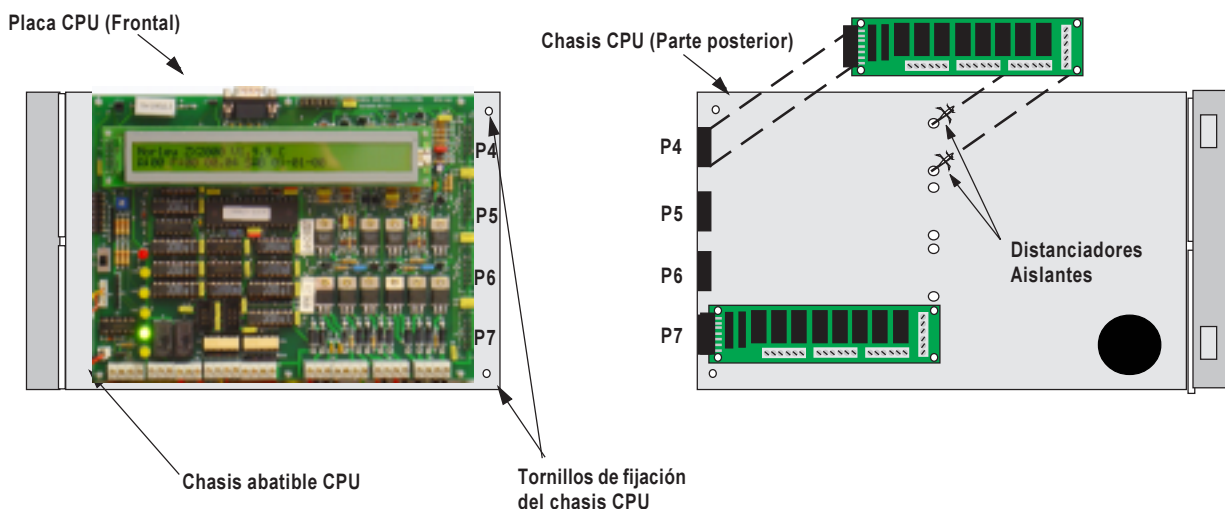 Placa CPU (Frontal)
Chasis CPU (Parte posterior)
P4
P5
P6
P7
P4
P5
P6
P7
Distanciadores
Aislantes
Chasis abatible CPU
Tornillos de fijación
del chasis CPU